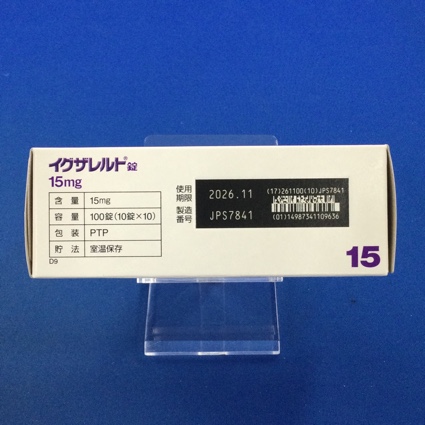 イグザレルト®錠
15mg
含量 15mg
容量 100錠(10錠×10)
包装 PTP
貯法 室温保存
D9
使用期限 2026.11
製造番号 JPS7841
(17)261100(10)JPS7841
(01)14987341109636
15